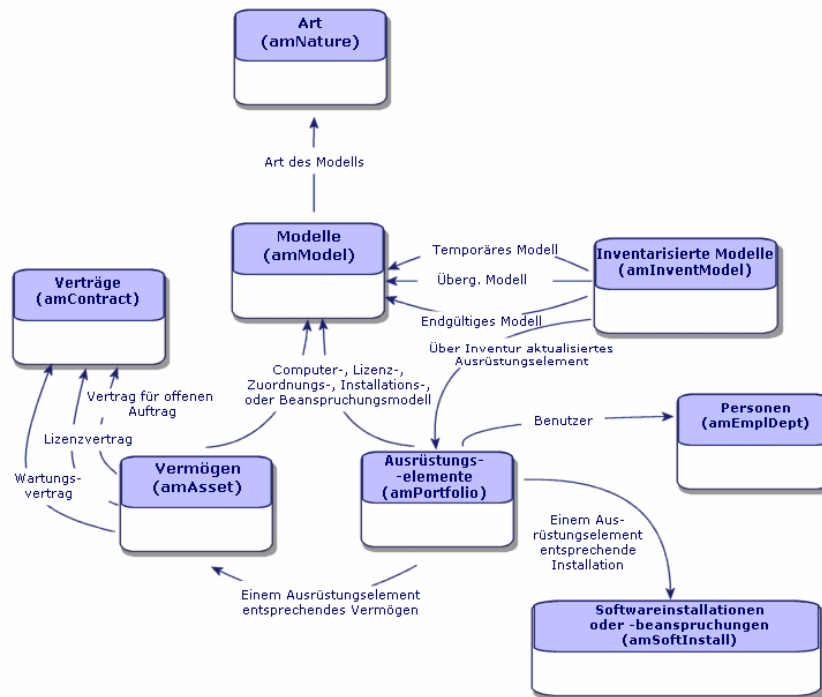 Art
(amNature)
Art des Modells
Modelle
(amModel)
Temporäres Modell
Überg. Modell
Endgültiges Modell
Inventarisierte Modelle
(amInventModel)
Verträge
(amContract)
Über Inventur aktualisiertes
Ausrüstungselement
Computer-, Lizenz-,
Zuordnungs-, Installations-,
oder Beanspruchungsmodell
Vertrag für offenen
Auftrag
Lizenzvertrag
Wartungs-
vertrag
Benutzer
Personen
(amEmplDept)
Vermögen
(amAsset)
Ausrüstungs-
-elemente
(amPortfolio)
Einem Aus-
rüstungselement
entsprechende
Installation
Einem Ausrüstungselement
entsprechendes Vermögen
Softwareinstallationen
oder -beanspruchungen
(amSoftInstall)